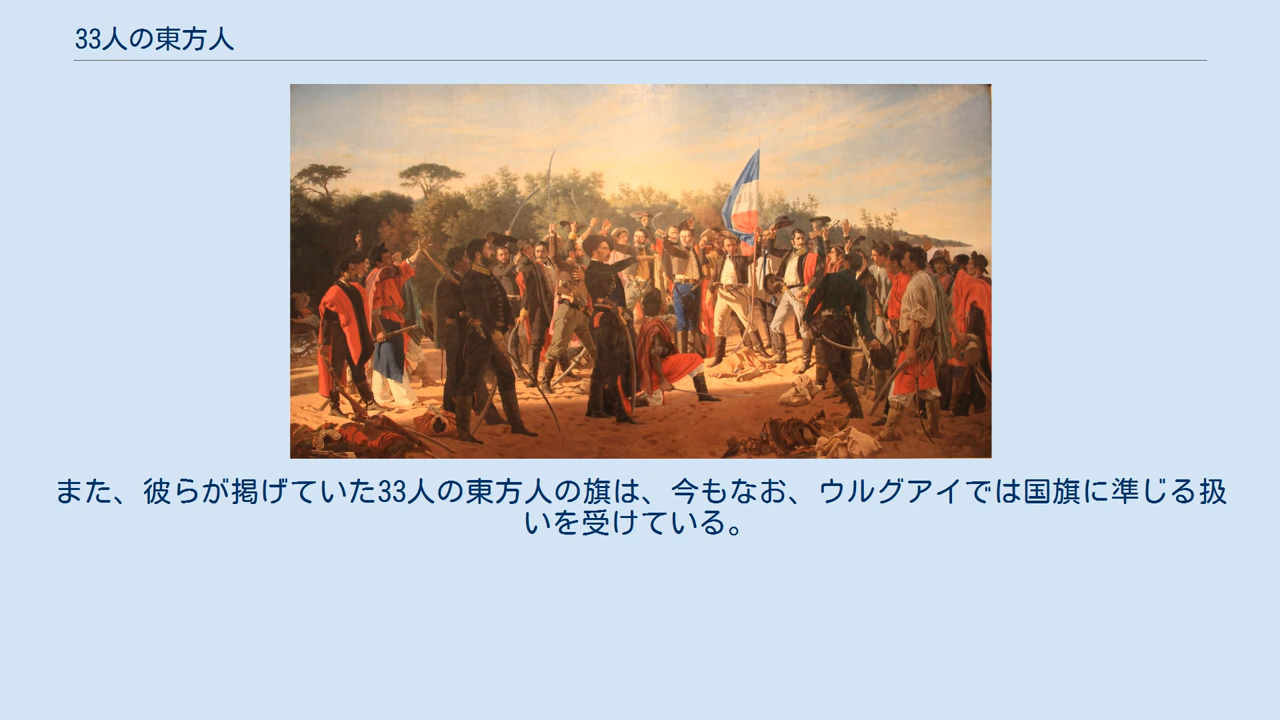 33人の東方人
また、彼らが掲げていた33人の東方人の旗は、今もなお、ウルグアイでは国旗に準じる扱
いを受けている。